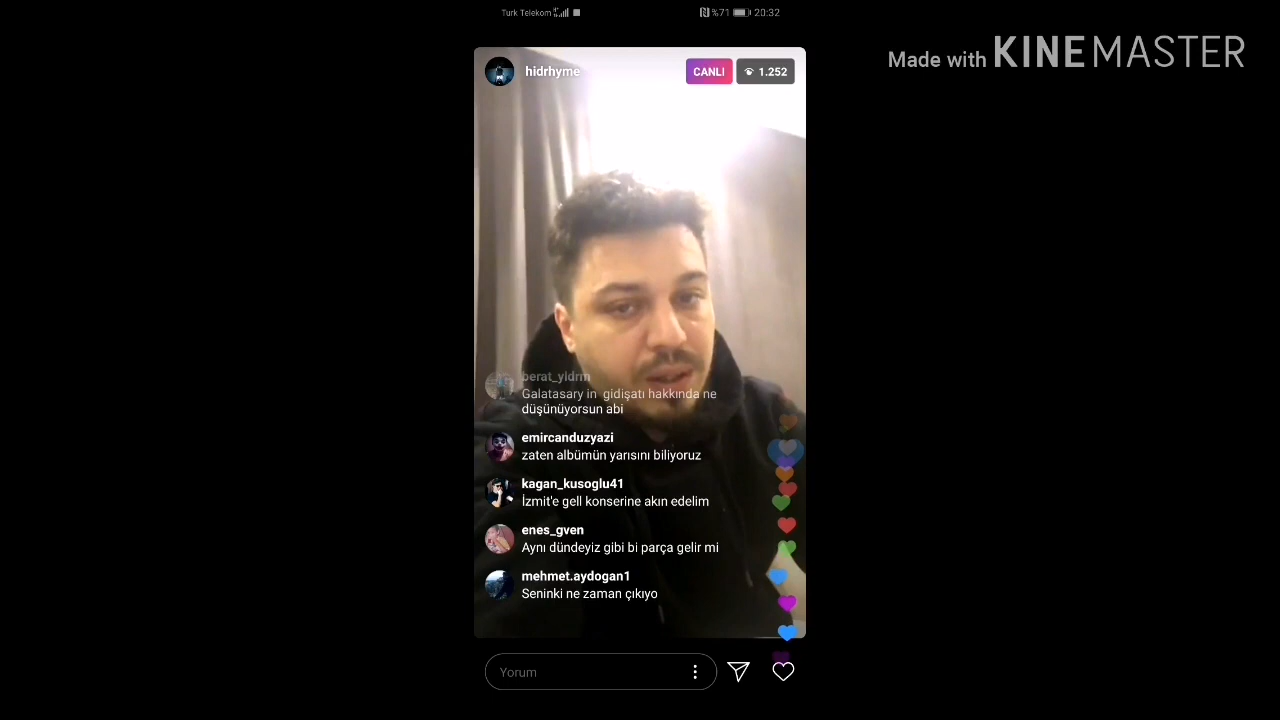 Turk Telekom
%71 20:32
Made with KINEMASTER
hidrhyme
CANLI
1.252
berat_yldrm
Galatasary in gidişatı hakkında ne
düşünüyorsun abi
emircanduzyazi
zaten albümün yarısını biliyoruz
kagan_kusoglu41
İzmit'e gell konserine akın edelim
enes_gven
Aynı dündeyiz gibi bi parça gelir mi
mehmet.aydogan1
Seninki ne zaman çıkıyo
Yorum